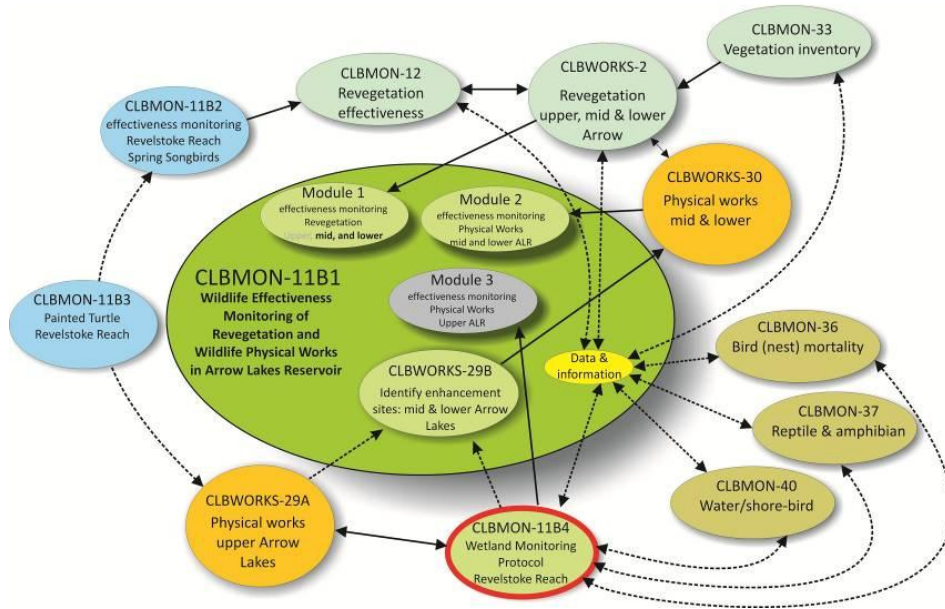 CLBMON-33
Vegetation inventory
CLBMON-12
Revegetation
effectiveness
CLBWORKS-2
Revegetation
upper, mid & lower
Arrow
CLBMON-11B2
effectiveness monitoring
Revelstoke Reach
Spring Songbirds
CLBWORKS-30
Physical works
mid & lower
Module 1
effectiveness monitoring
Revegetation
Upper, mid, and lower
Module 2
effectiveness monitoring
Physical Works
mid and lower ALR
CLBMON-11B1
Wildlife Effectiveness
Monitoring of
Revegetation and
Wildlife Physical Works
in Arrow Lakes Reservoir
Module 3
effectiveness monitoring
Physical Works
Upper ALR
CLBMON-11B3
Painted Turtle
Revelstoke Reach
CLBWORKS-29B
Identify enhancement
sites: mid & lower Arrow
Lakes
Data &
information
CLBMON-36
Bird (nest) mortality
CLBMON-37
Reptile & amphibian
CLBMON-40
Water/shore-bird
CLBWORKS-29A
Physical works
upper Arrow
Lakes
CLBMON-11B4
Wetland Monitoring
Protocol
Revelstoke Reach